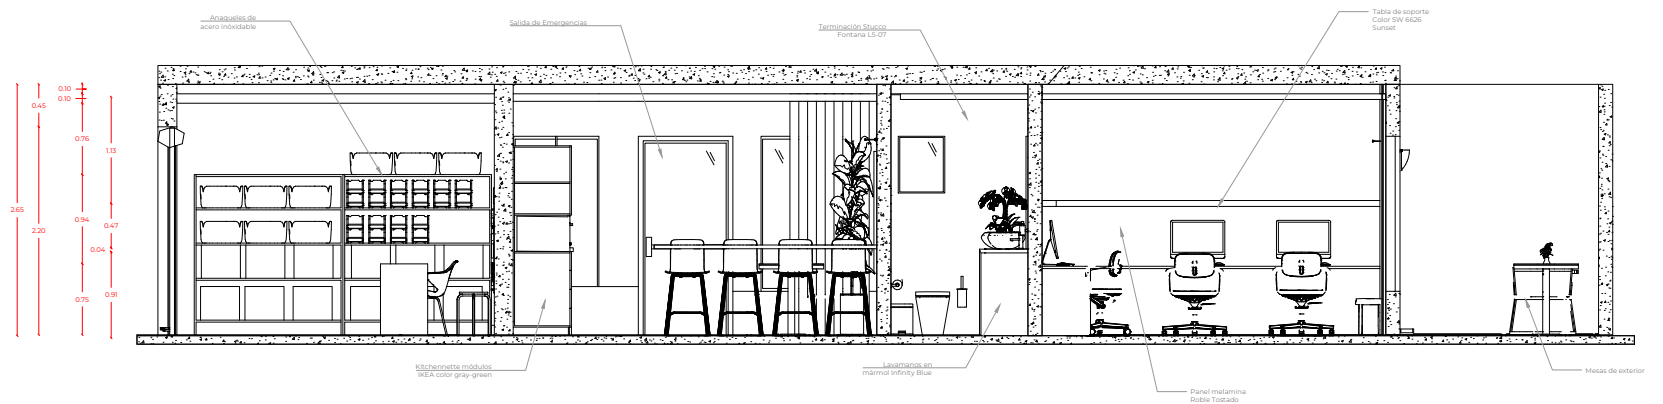 Anaqueles de
acero inóxidable
Salida de Emergencias
Terminación Stucco
Fontana LS-07
Tabla de soporte
Color SW 6626
Sunset
0.10
0.10
0.45
0.76
1.13
2.65
2.20
0.94
0.47
0.04
0.75
0.91
Kitchennette módulos
IKEA color gray-green
Lavamanos en
mármol Infinity Blue
Panel melamina
Roble Tostado
Mesas de exterior